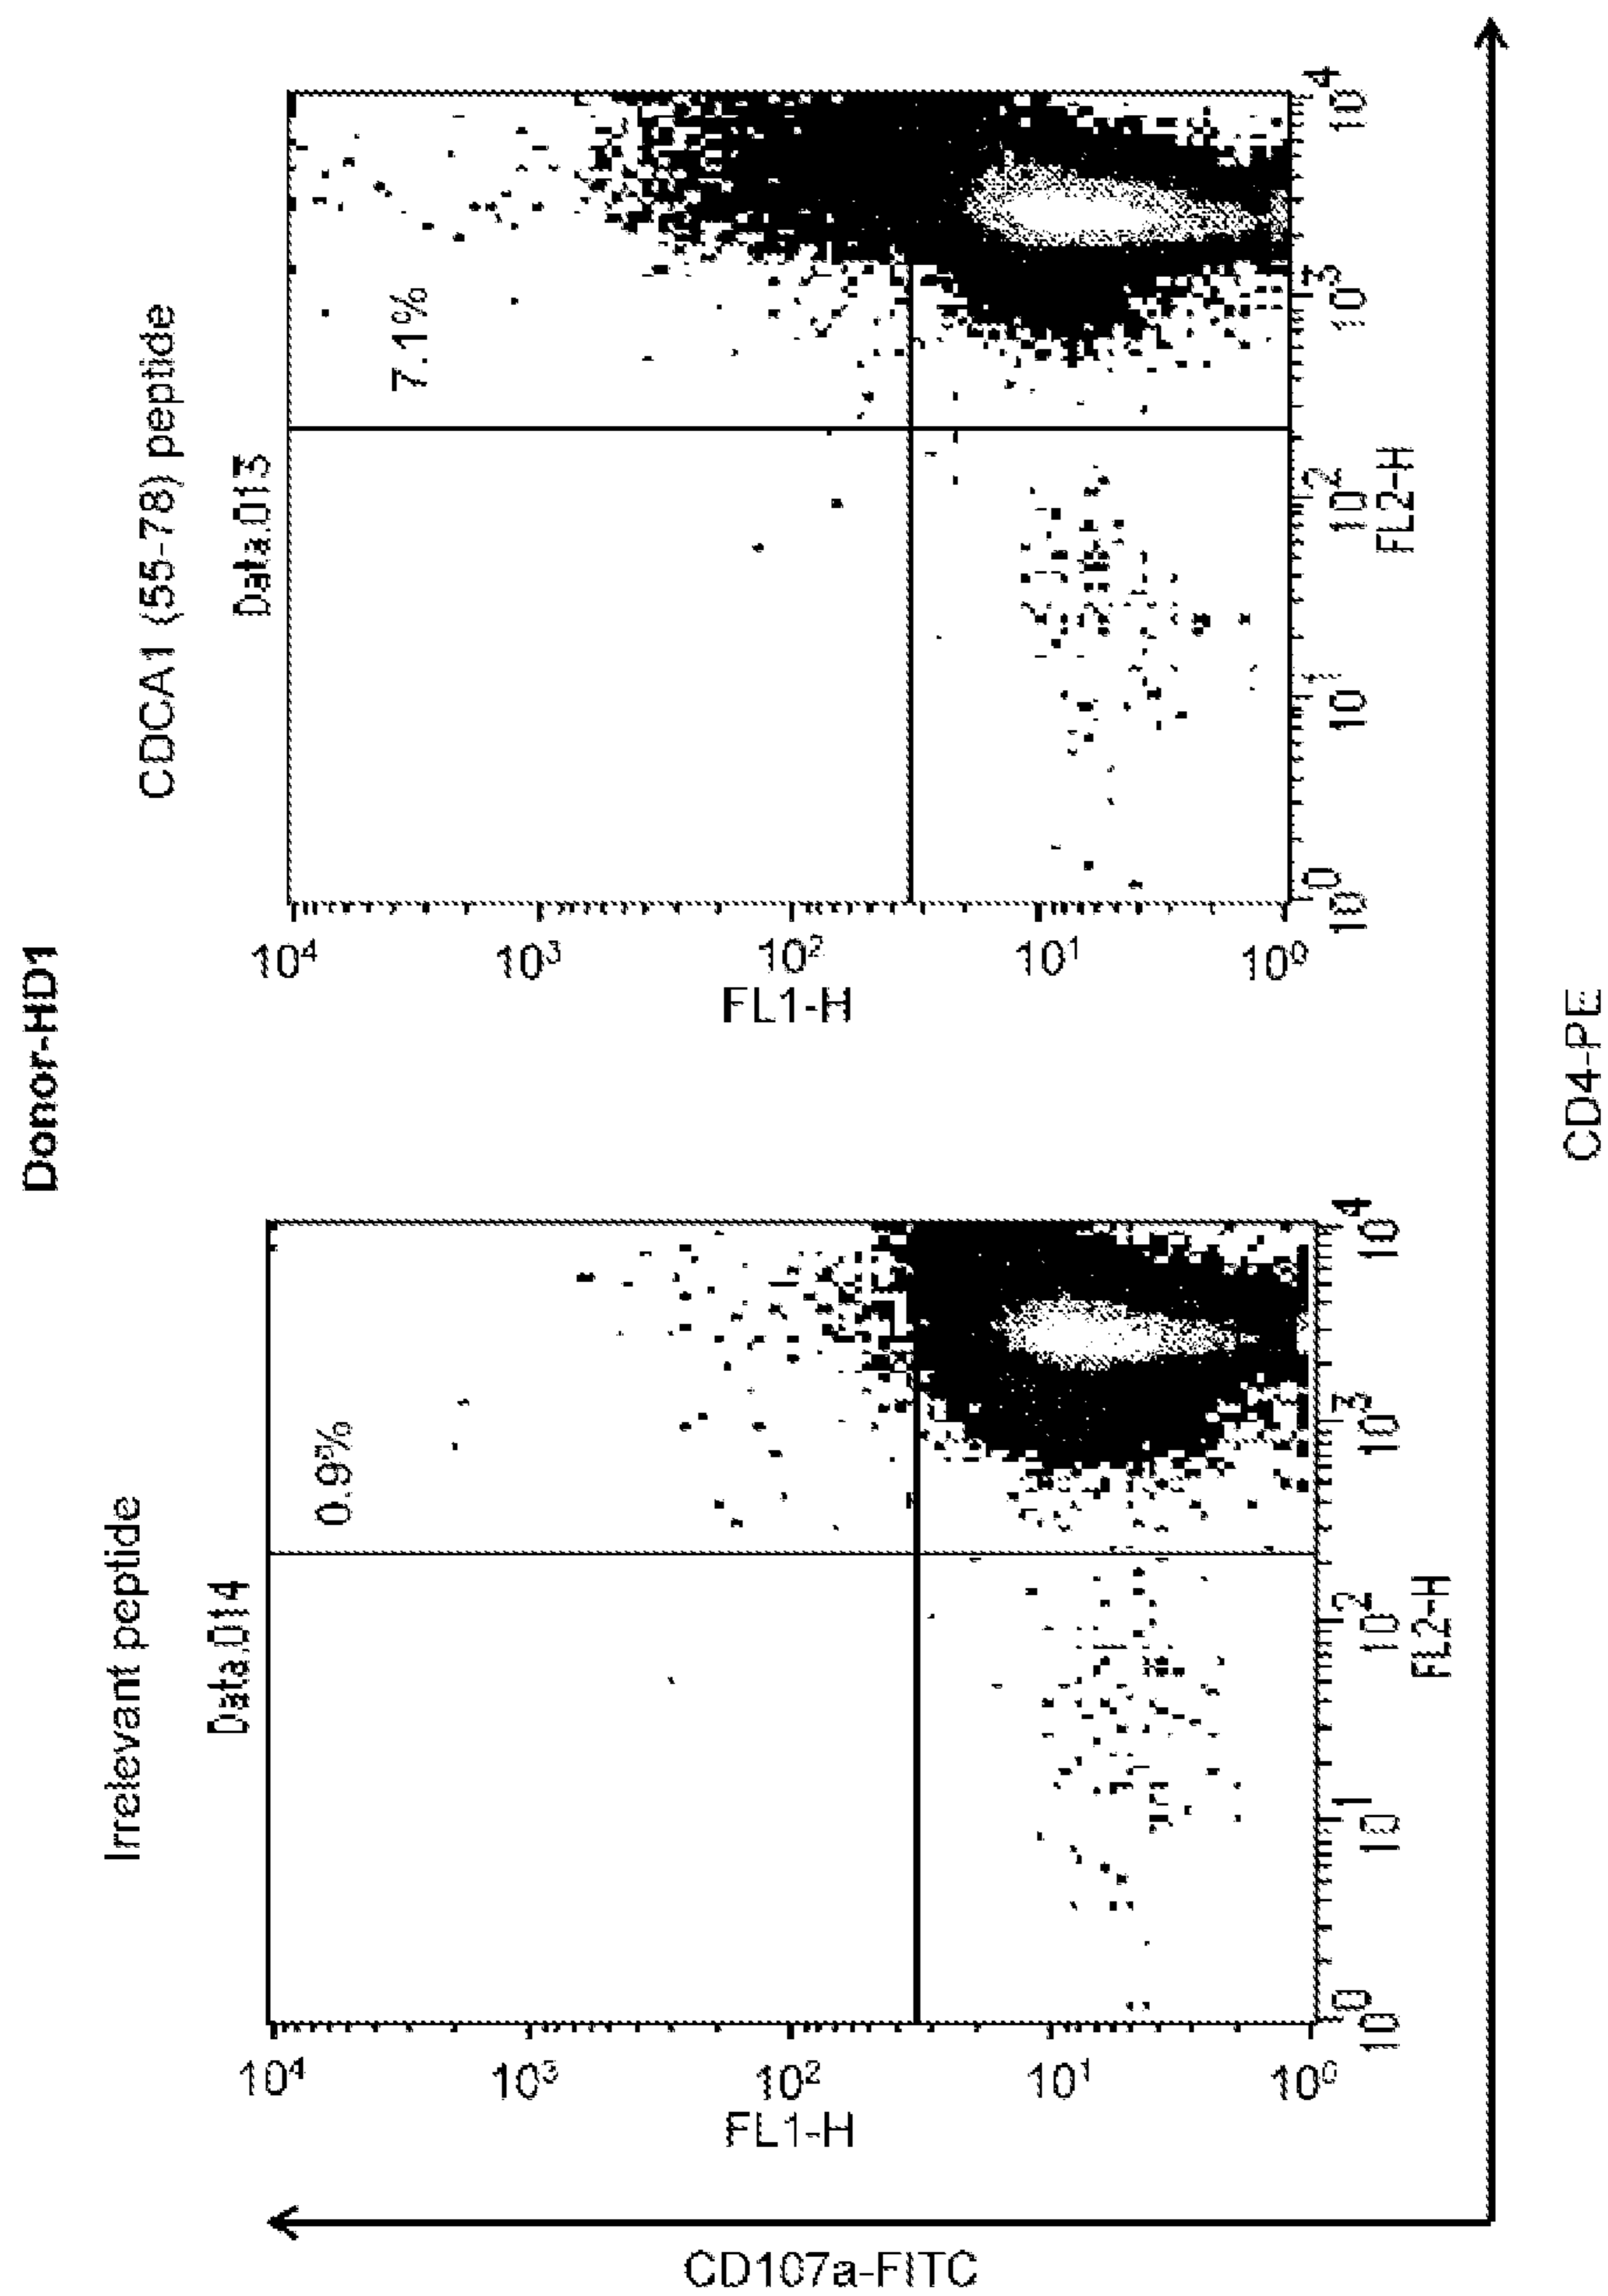 Donor-HD1
Irrelevant peptide
Data.014
0.9%
10⁴
10³
10²
10¹
10⁰
FL1-H
10⁰
10¹
10²
10³
10⁴
FL2-H
CDCA1 (55-78) peptide
Data.013
7.1%
10⁴
10³
10²
10¹
10⁰
FL1-H
10⁰
10¹
10²
10³
10⁴
FL2-H
CD107a-FITC
CD4-PE